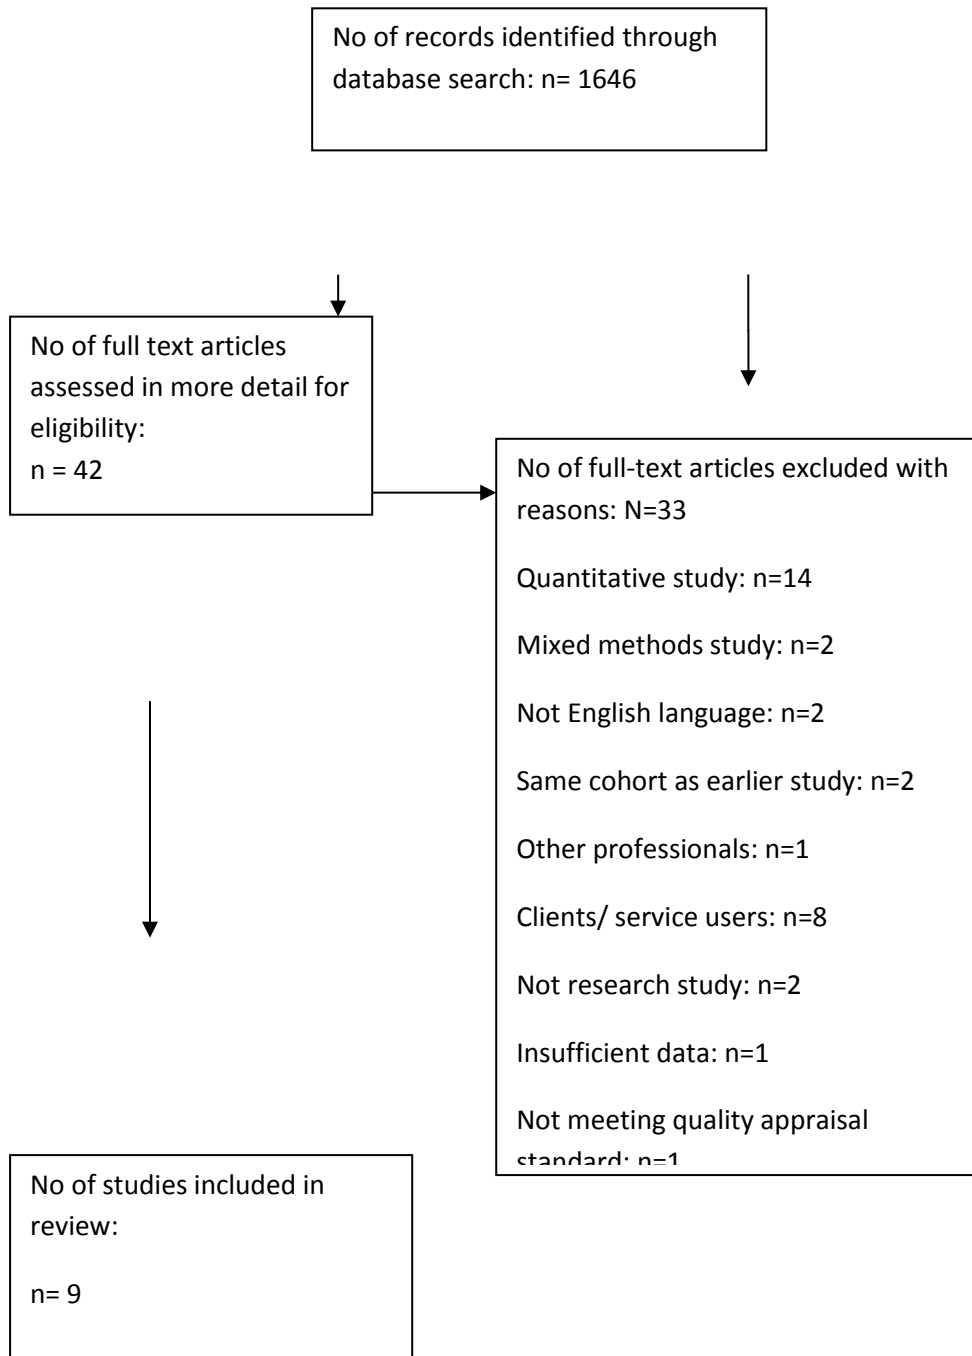 No of records identified through
database search: n= 1646
No of full text articles
assessed in more detail for
eligibility:
n = 42
No of full-text articles excluded with
reasons: N=33
Quantitative study: n=14
Mixed methods study: n=2
Not English language: n=2
Same cohort as earlier study: n=2
Other professionals: n=1
Clients/ service users: n=8
Not research study: n=2
Insufficient data: n=1
Not meeting quality appraisal
standard: n=1
No of studies included in
review:
n= 9